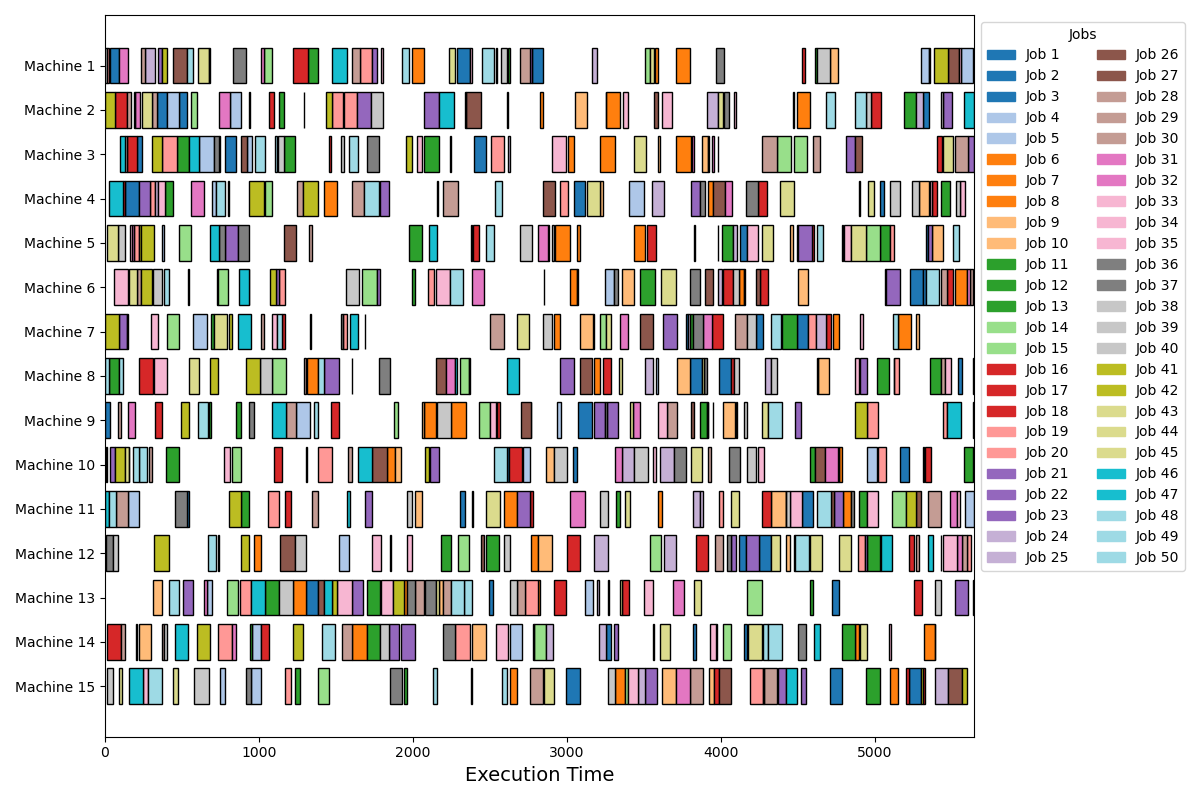 Machine 1
Machine 2
Machine 3
Machine 4
Machine 5
Machine 6
Machine 7
Machine 8
Machine 9
Machine 10
Machine 11
Machine 12
Machine 13
Machine 14
Machine 15
0 1000 2000 3000 4000 5000
Execution Time
Jobs
Job 1
Job 2
Job 3
Job 4
Job 5
Job 6
Job 7
Job 8
Job 9
Job 10
Job 11
Job 12
Job 13
Job 14
Job 15
Job 16
Job 17
Job 18
Job 19
Job 20
Job 21
Job 22
Job 23
Job 24
Job 25
Job 26
Job 27
Job 28
Job 29
Job 30
Job 31
Job 32
Job 33
Job 34
Job 35
Job 36
Job 37
Job 38
Job 39
Job 40
Job 41
Job 42
Job 43
Job 44
Job 45
Job 46
Job 47
Job 48
Job 49
Job 50